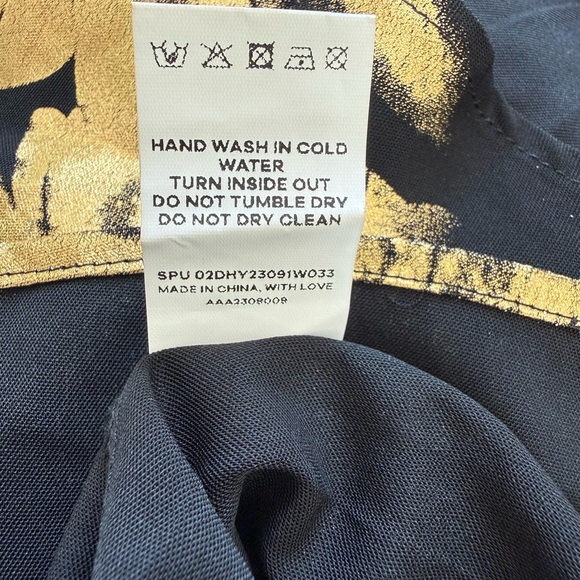 HAND WASH IN COLD
WATER
TURN INSIDE OUT
DO NOT TUMBLE DRY
DO NOT DRY CLEAN
SPU 02DHY23091W033
MADE IN CHINA, WITH LOVE
AAA2308009